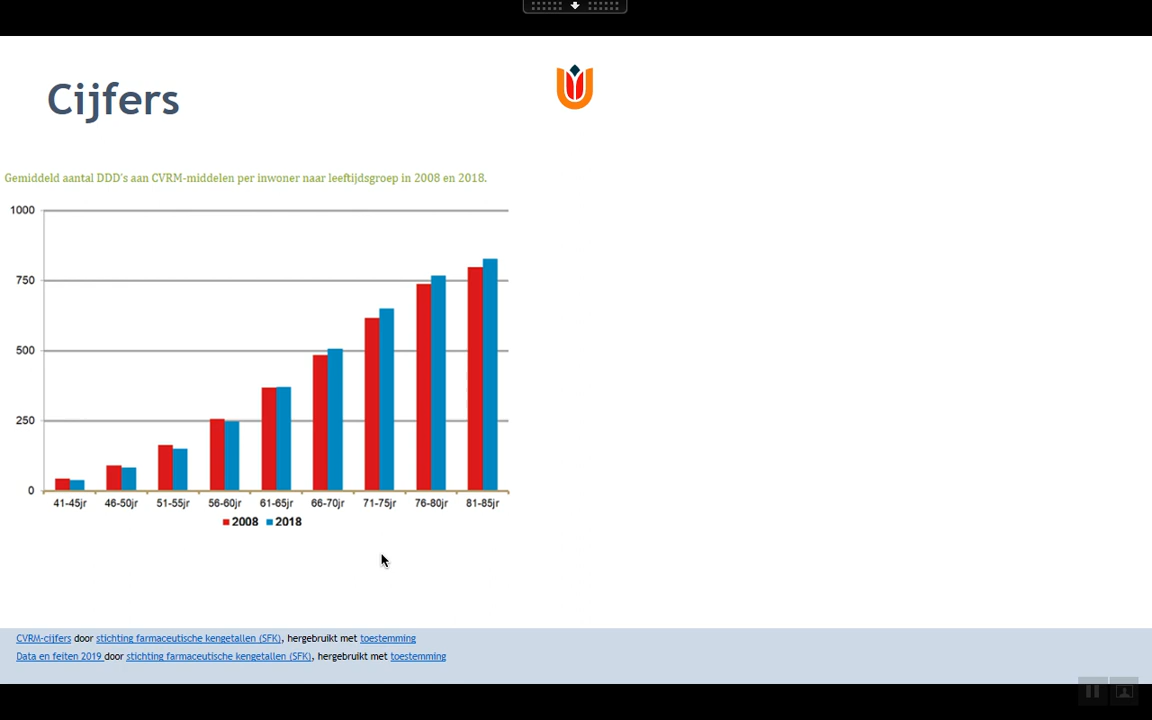 Cijfers
Gemiddeld aantal DDD's aan CVRM-middelen per inwoner naar leeftijdsgroep in 2008 en 2018.
1000
750
500
250
0
41-45jr 46-50jr 51-55jr 56-60jr 61-65jr 66-70jr 71-75jr 76-80jr 81-85jr
2008 2018
CVRM-cijfers door stichting farmaceutische kengetallen (SFK), hergebruikt met toestemming
Data en feiten 2019 door stichting farmaceutische kengetallen (SFK), hergebruikt met toestemming